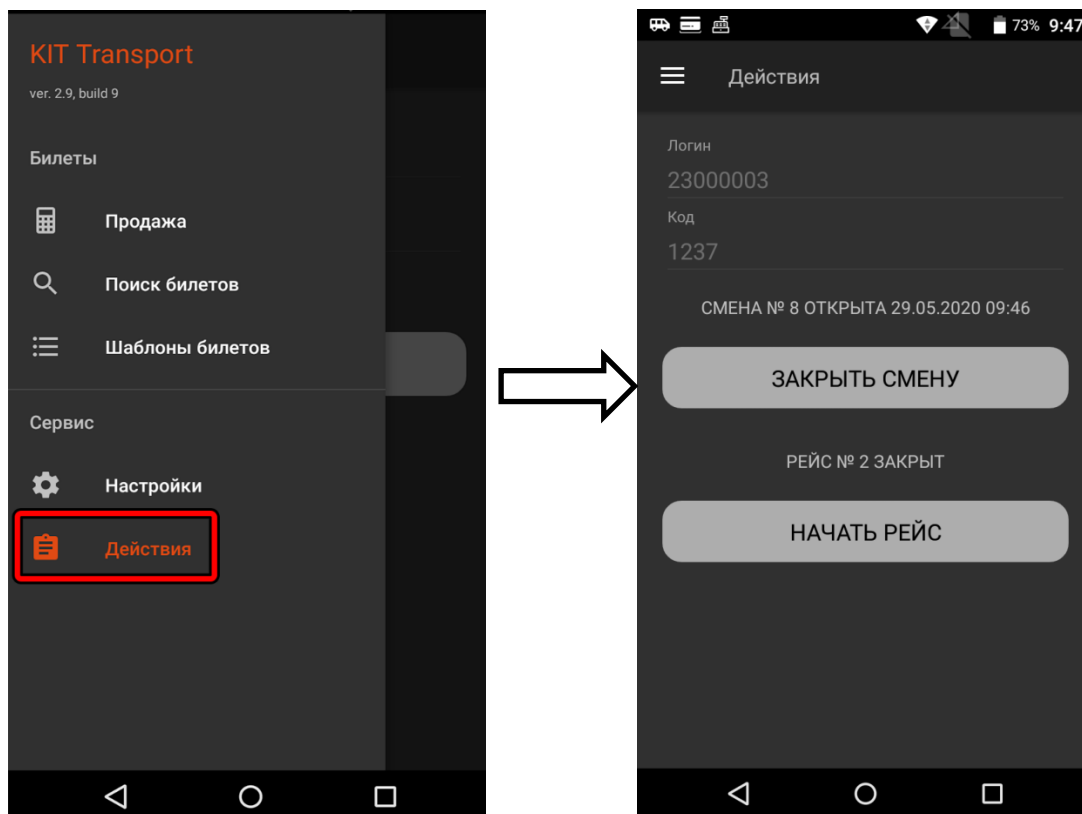 KIT Transport
ver. 2.9, build 9
Билеты
Продажа
Поиск билетов
Шаблоны билетов
Сервис
Настройки
Действия
73% 9:47
Действия
Логин
23000003
Код
1237
СМЕНА № 8 ОТКРЫТА 29.05.2020 09:46
ЗАКРЫТЬ СМЕНУ
РЕЙС № 2 ЗАКРЫТ
НАЧАТЬ РЕЙС